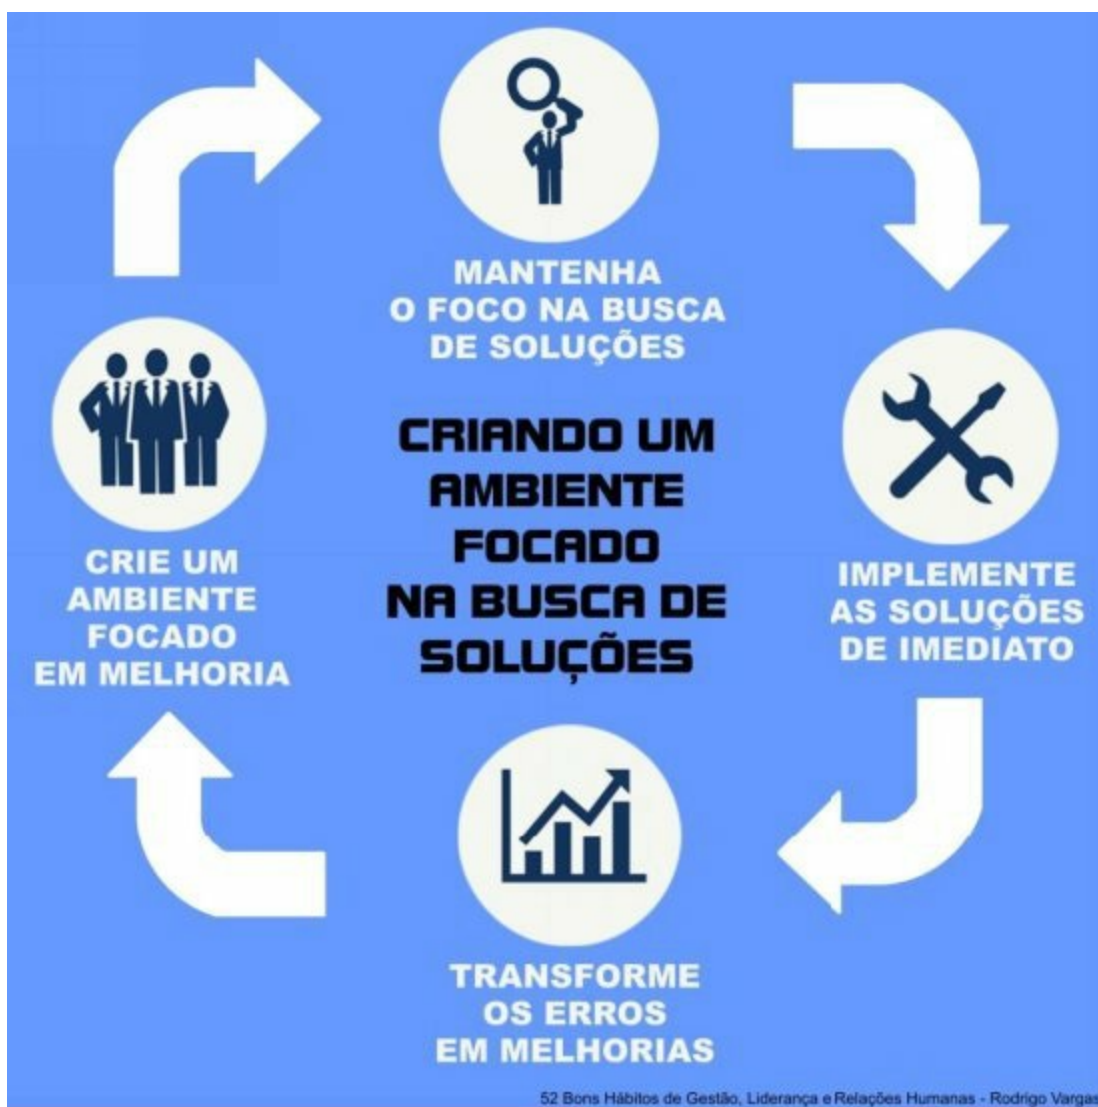 MANTENHA
O FOCO NA BUSCA
DE SOLUÇÕES
CRIANDO UM
AMBIENTE
FOCADO
NA BUSCA DE
SOLUÇÕES
IMPLEMENTE
AS SOLUÇÕES
DE IMEDIATO
TRANSFORME
OS ERROS
EM MELHORIAS
CRIE UM
AMBIENTE
FOCADO
EM MELHORIA
52 Bons Hábitos de Gestão, Liderança e Relações Humanas - Rodrigo Vargas